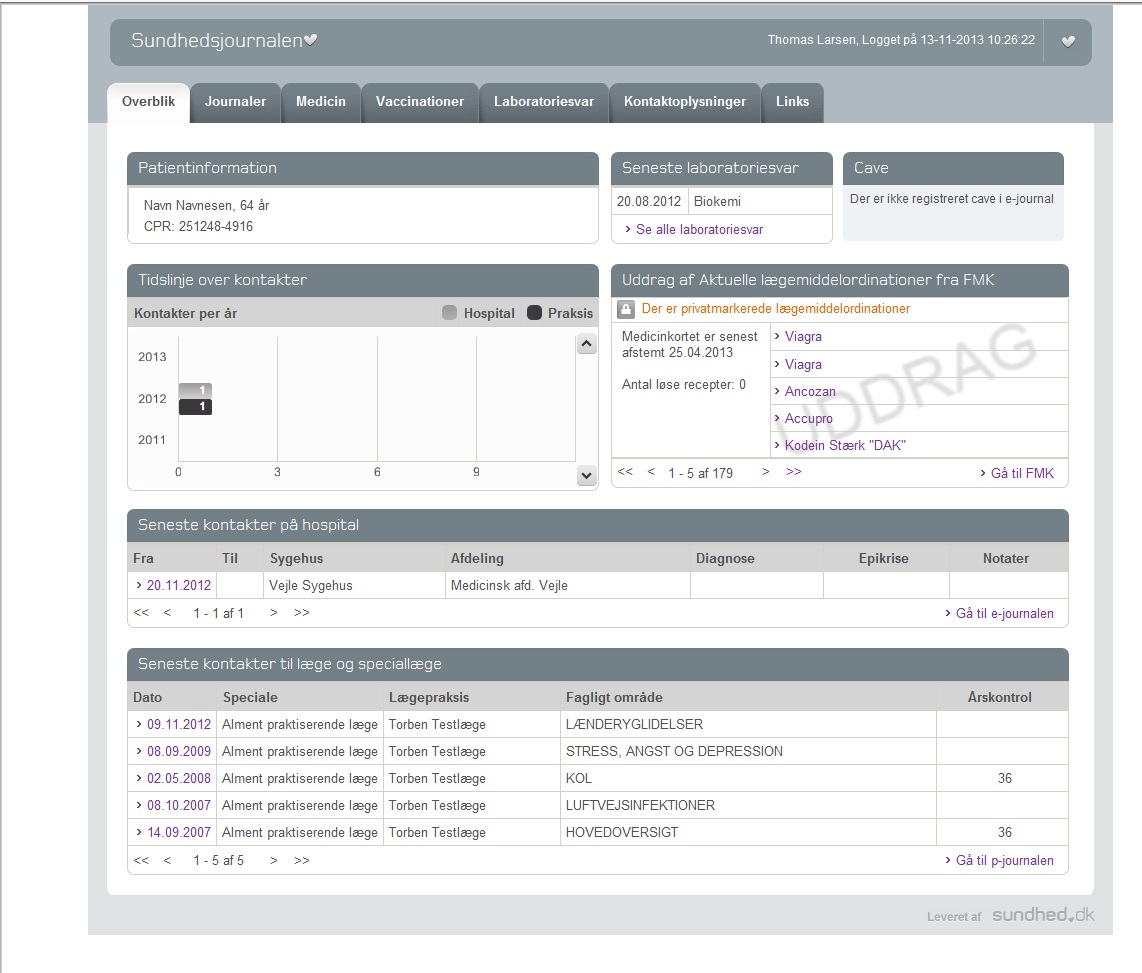 Sundhedsjournalen
Thomas Larsen, Logget på 13-11-2013 10:26:22
Overblik Journaler Medicin Vaccinationer Laboratoriesvar Kontaktoplysninger Links
Patientinformation
Navn Navnesen, 64 år
CPR: 251248-4916
Seneste laboratoriesvar
20.08.2012 Biokemi
> Se alle laboratoriesvar
Cave
Der er ikke registreret cave i e-journal
Tidslinje over kontakter
Kontakter per år Hospital Praksis
2013
1
2012
1
2011
0 3 6 9
Uddrag af Aktuelle lægemiddelordinationer fra FMK
Der er privatmarkerede lægemiddelordinationer
Medicinkortet er senest
afstemt 25.04.2013
Antal løse recepter: 0
> Viagra
> Viagra
> Ancozan
> Accupro
> Kodein Stærk "DAK"
UDDRAG
<< < 1 - 5 af 179 > >> > Gå til FMK
Seneste kontakter på hospital
Fra Til Sygehus Afdeling Diagnose Epikrise Notater
> 20.11.2012 Vejle Sygehus Medicinsk afd. Vejle
<< < 1 - 1 af 1 > >> > Gå til e-journalen
Seneste kontakter til læge og speciallæge
Dato Speciale Lægepraksis Fagligt område Årskontrol
> 09.11.2012 Alment praktiserende læge Torben Testlæge LÆNDERYGLIDELSER
> 08.09.2009 Alment praktiserende læge Torben Testlæge STRESS, ANGST OG DEPRESSION
> 02.05.2008 Alment praktiserende læge Torben Testlæge KOL 36
> 08.10.2007 Alment praktiserende læge Torben Testlæge LUFTVEJSINFEKTIONER
> 14.09.2007 Alment praktiserende læge Torben Testlæge HOVEDOVERSIGT 36
<< < 1 - 5 af 5 > >> > Gå til p-journalen
Leveret af sundhed.dk